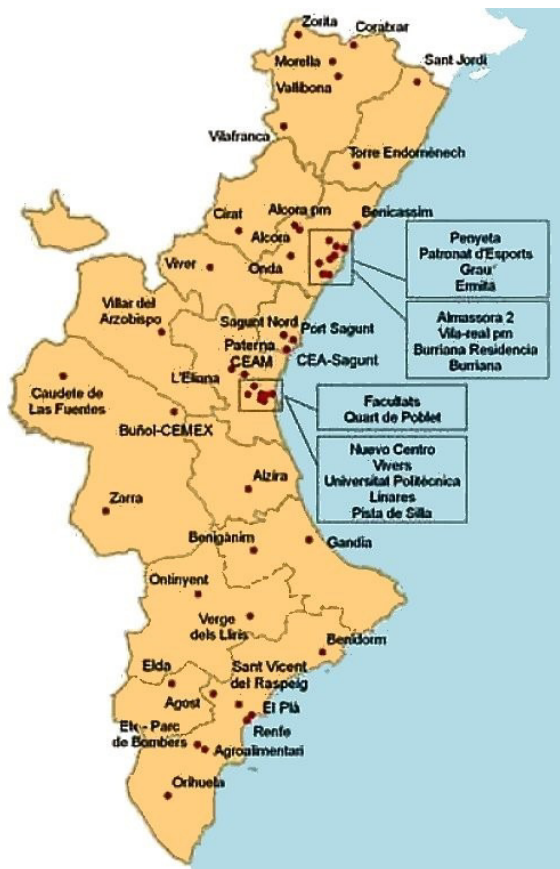 Zorita
Coratxar
Morella
Sant Jordi
Vallibona
Vilafranca
Torre Endoménech
Alcora pm
Benicassim
Cirat
Alcora
Penyeta
Patronat d'Esports
Grau
Ermita
Viver
Onda
Villar del
Arzobispo
Sagunt Nord
Port Sagunt
Almassora 2
Vila-real pm
Burriana Residencia
Burriana
Paterna
CEAM
CEA-Sagunt
L'Eliana
Caudete de
Las Fuentes
Facultats
Quart de Poblet
Buñol-CEMEX
Nuevo Centro
Vivers
Universitat Politècnica
Linares
Pista de Silla
Alzira
Zarra
Beniganim
Gandia
Ontinyent
Verge
dels Lliris
Benidorm
Elda
Sant Vicent
del Raspeig
Agost
El Plà
Renfe
Elx - Parc
de Bombers
Agroalimentari
Orihuela